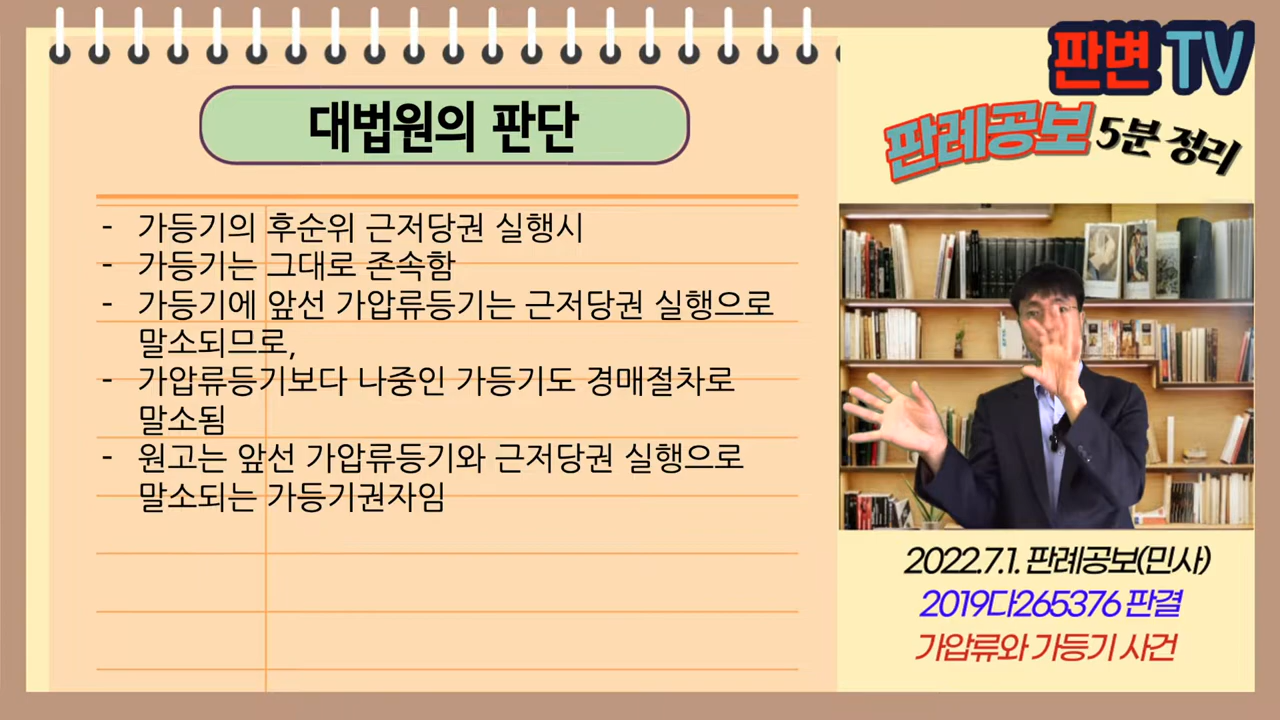 판변 TV
판례공보 5분 정리
대법원의 판단
- 가등기의 후순위 근저당권 실행시
- 가등기는 그대로 존속함
- 가등기에 앞선 가압류등기는 근저당권 실행으로
말소되므로,
- 가압류등기보다 나중인 가등기도 경매절차로
말소됨
- 원고는 앞선 가압류등기와 근저당권 실행으로
말소되는 가등기권자임
2022.7.1. 판례공보(민사)
2019다265376 판결
가압류와 가등기 사건